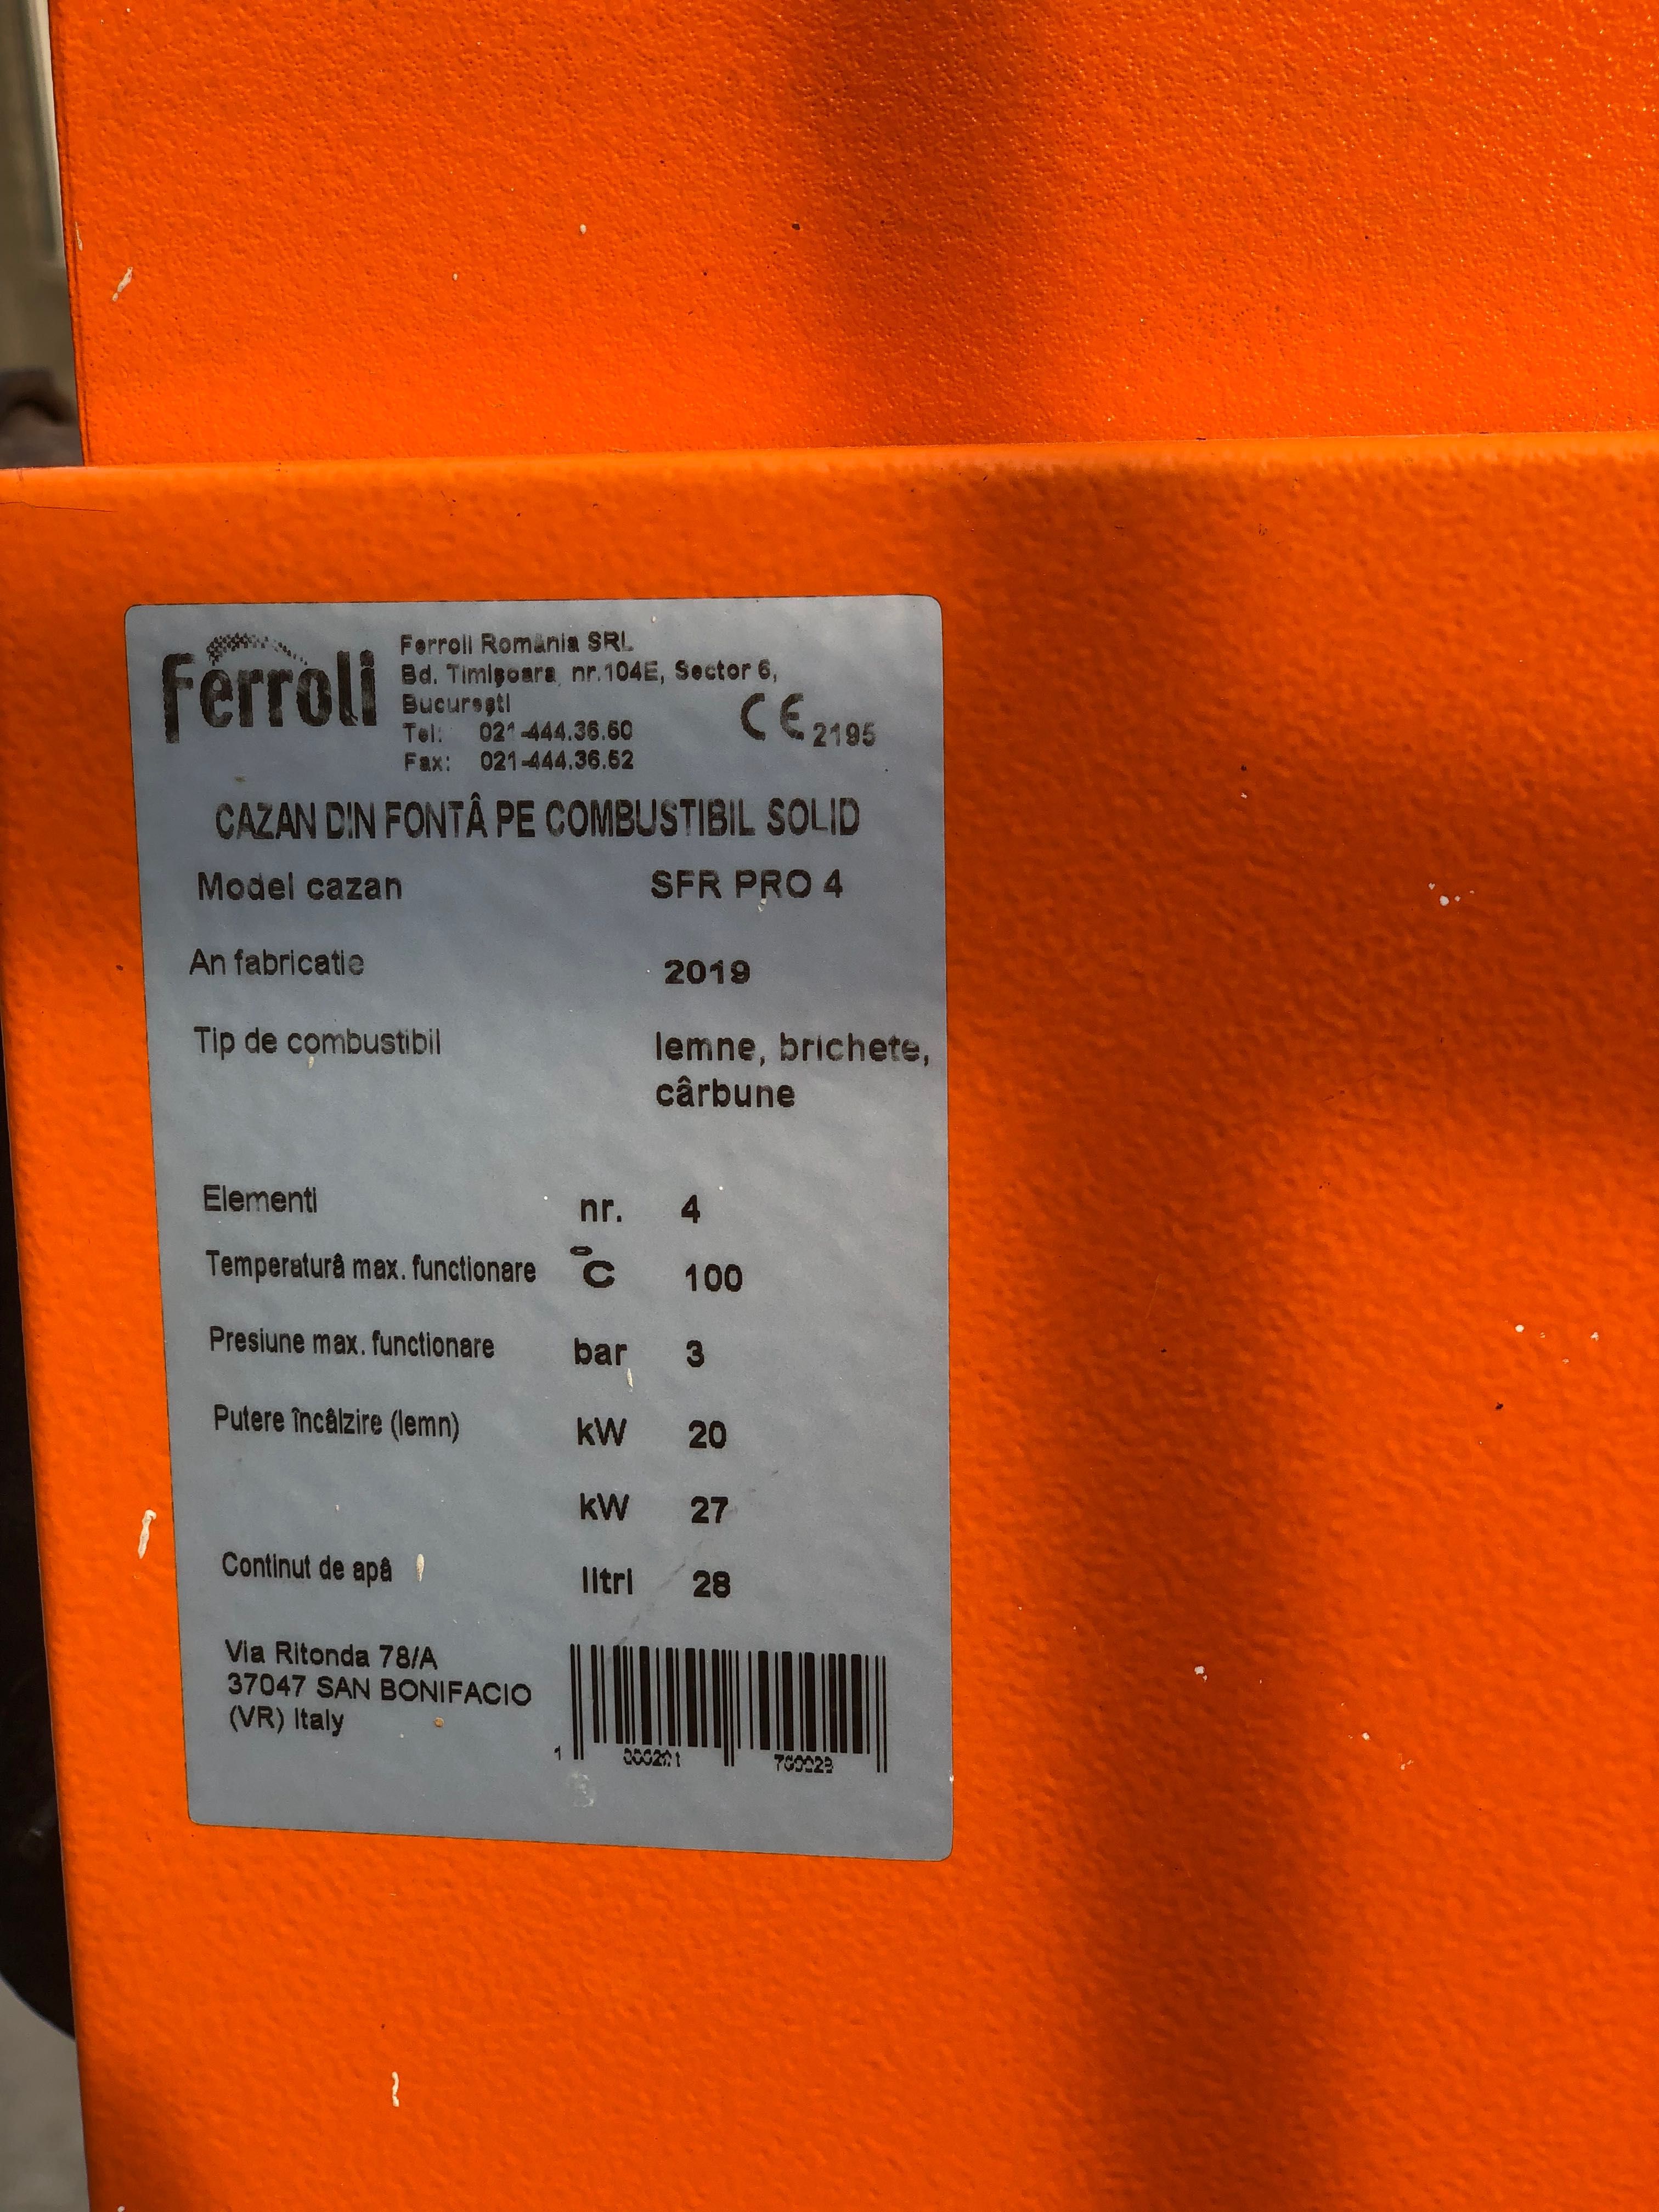 Ferroli
Ferroli România SRL
Bd. Timişoara, nr.104E, Sector 6,
Bucureşti
Tel: 021-444.36.50
Fax: 021-444.36.52
CE 2195
CAZAN DIN FONTÂ PE COMBUSTIBIL SOLID
Model cazan SFR PRO 4
An fabricatie 2019
Tip de combustibil lemne, brichete,
cârbune
Elementi nr. 4
Temperaturâ max. functionare °C 100
Presiune max. functionare bar 3
Putere încâlzire (lemn) kW 20
kW 27
Continut de apâ litri 28
Via Ritonda 78/A
37047 SAN BONIFACIO
(VR) Italy
1